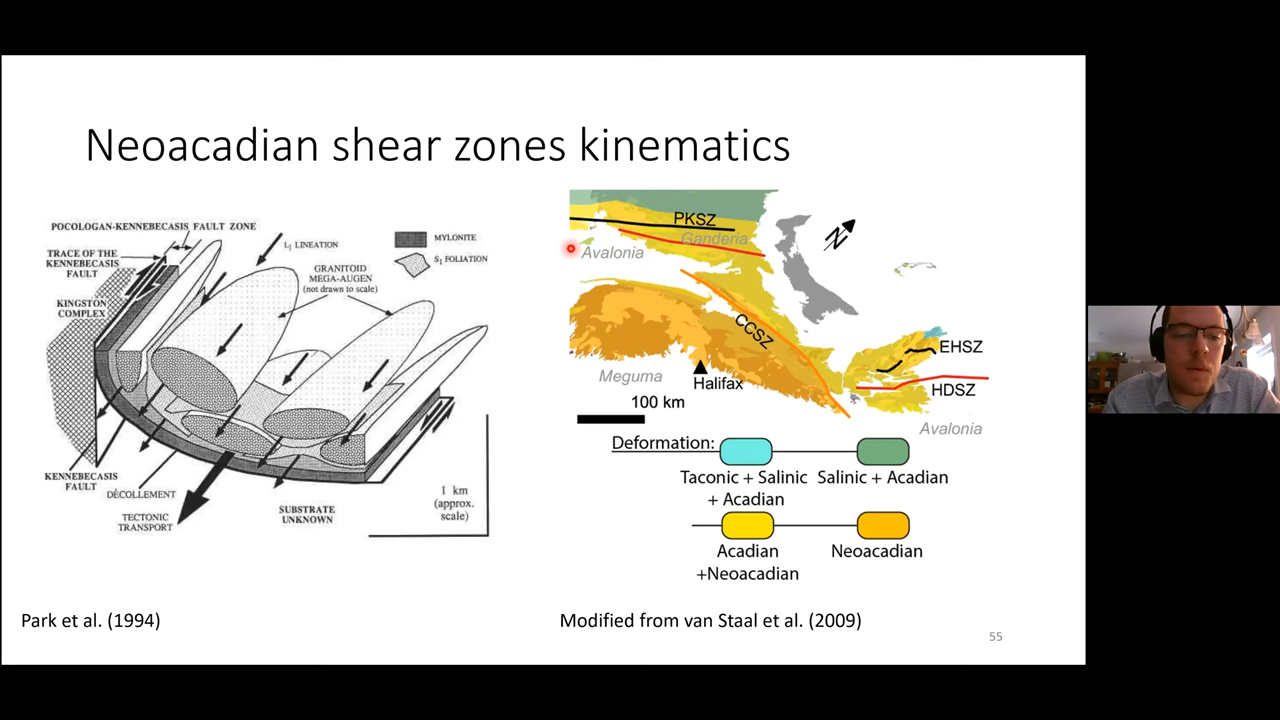 Neoacadian shear zones kinematics
POCOLOGAN-KENNEBECASIS FAULT ZONE
TRACE OF THE
KENNEBECASIS
FAULT
KINGSTON
COMPLEX
L₁ LINEATION
GRANITOID
MEGA-AUGEN
(not drawn to scale)
MYLONITE
S₁ FOLIATION
KENNEBECASIS
FAULT
DÉCOLLEMENT
TECTONIC
TRANSPORT
SUBSTRATE
UNKNOWN
1 km
(approx.
scale)
Park et al. (1994)
PKSZ
Ganderia
Avalonia
N
CCSZ
EHSZ
HDSZ
Meguma
Halifax
Avalonia
100 km
Deformation:
Taconic + Salinic
+ Acadian
Salinic + Acadian
Acadian
+Neoacadian
Neoacadian
Modified from van Staal et al. (2009)
55